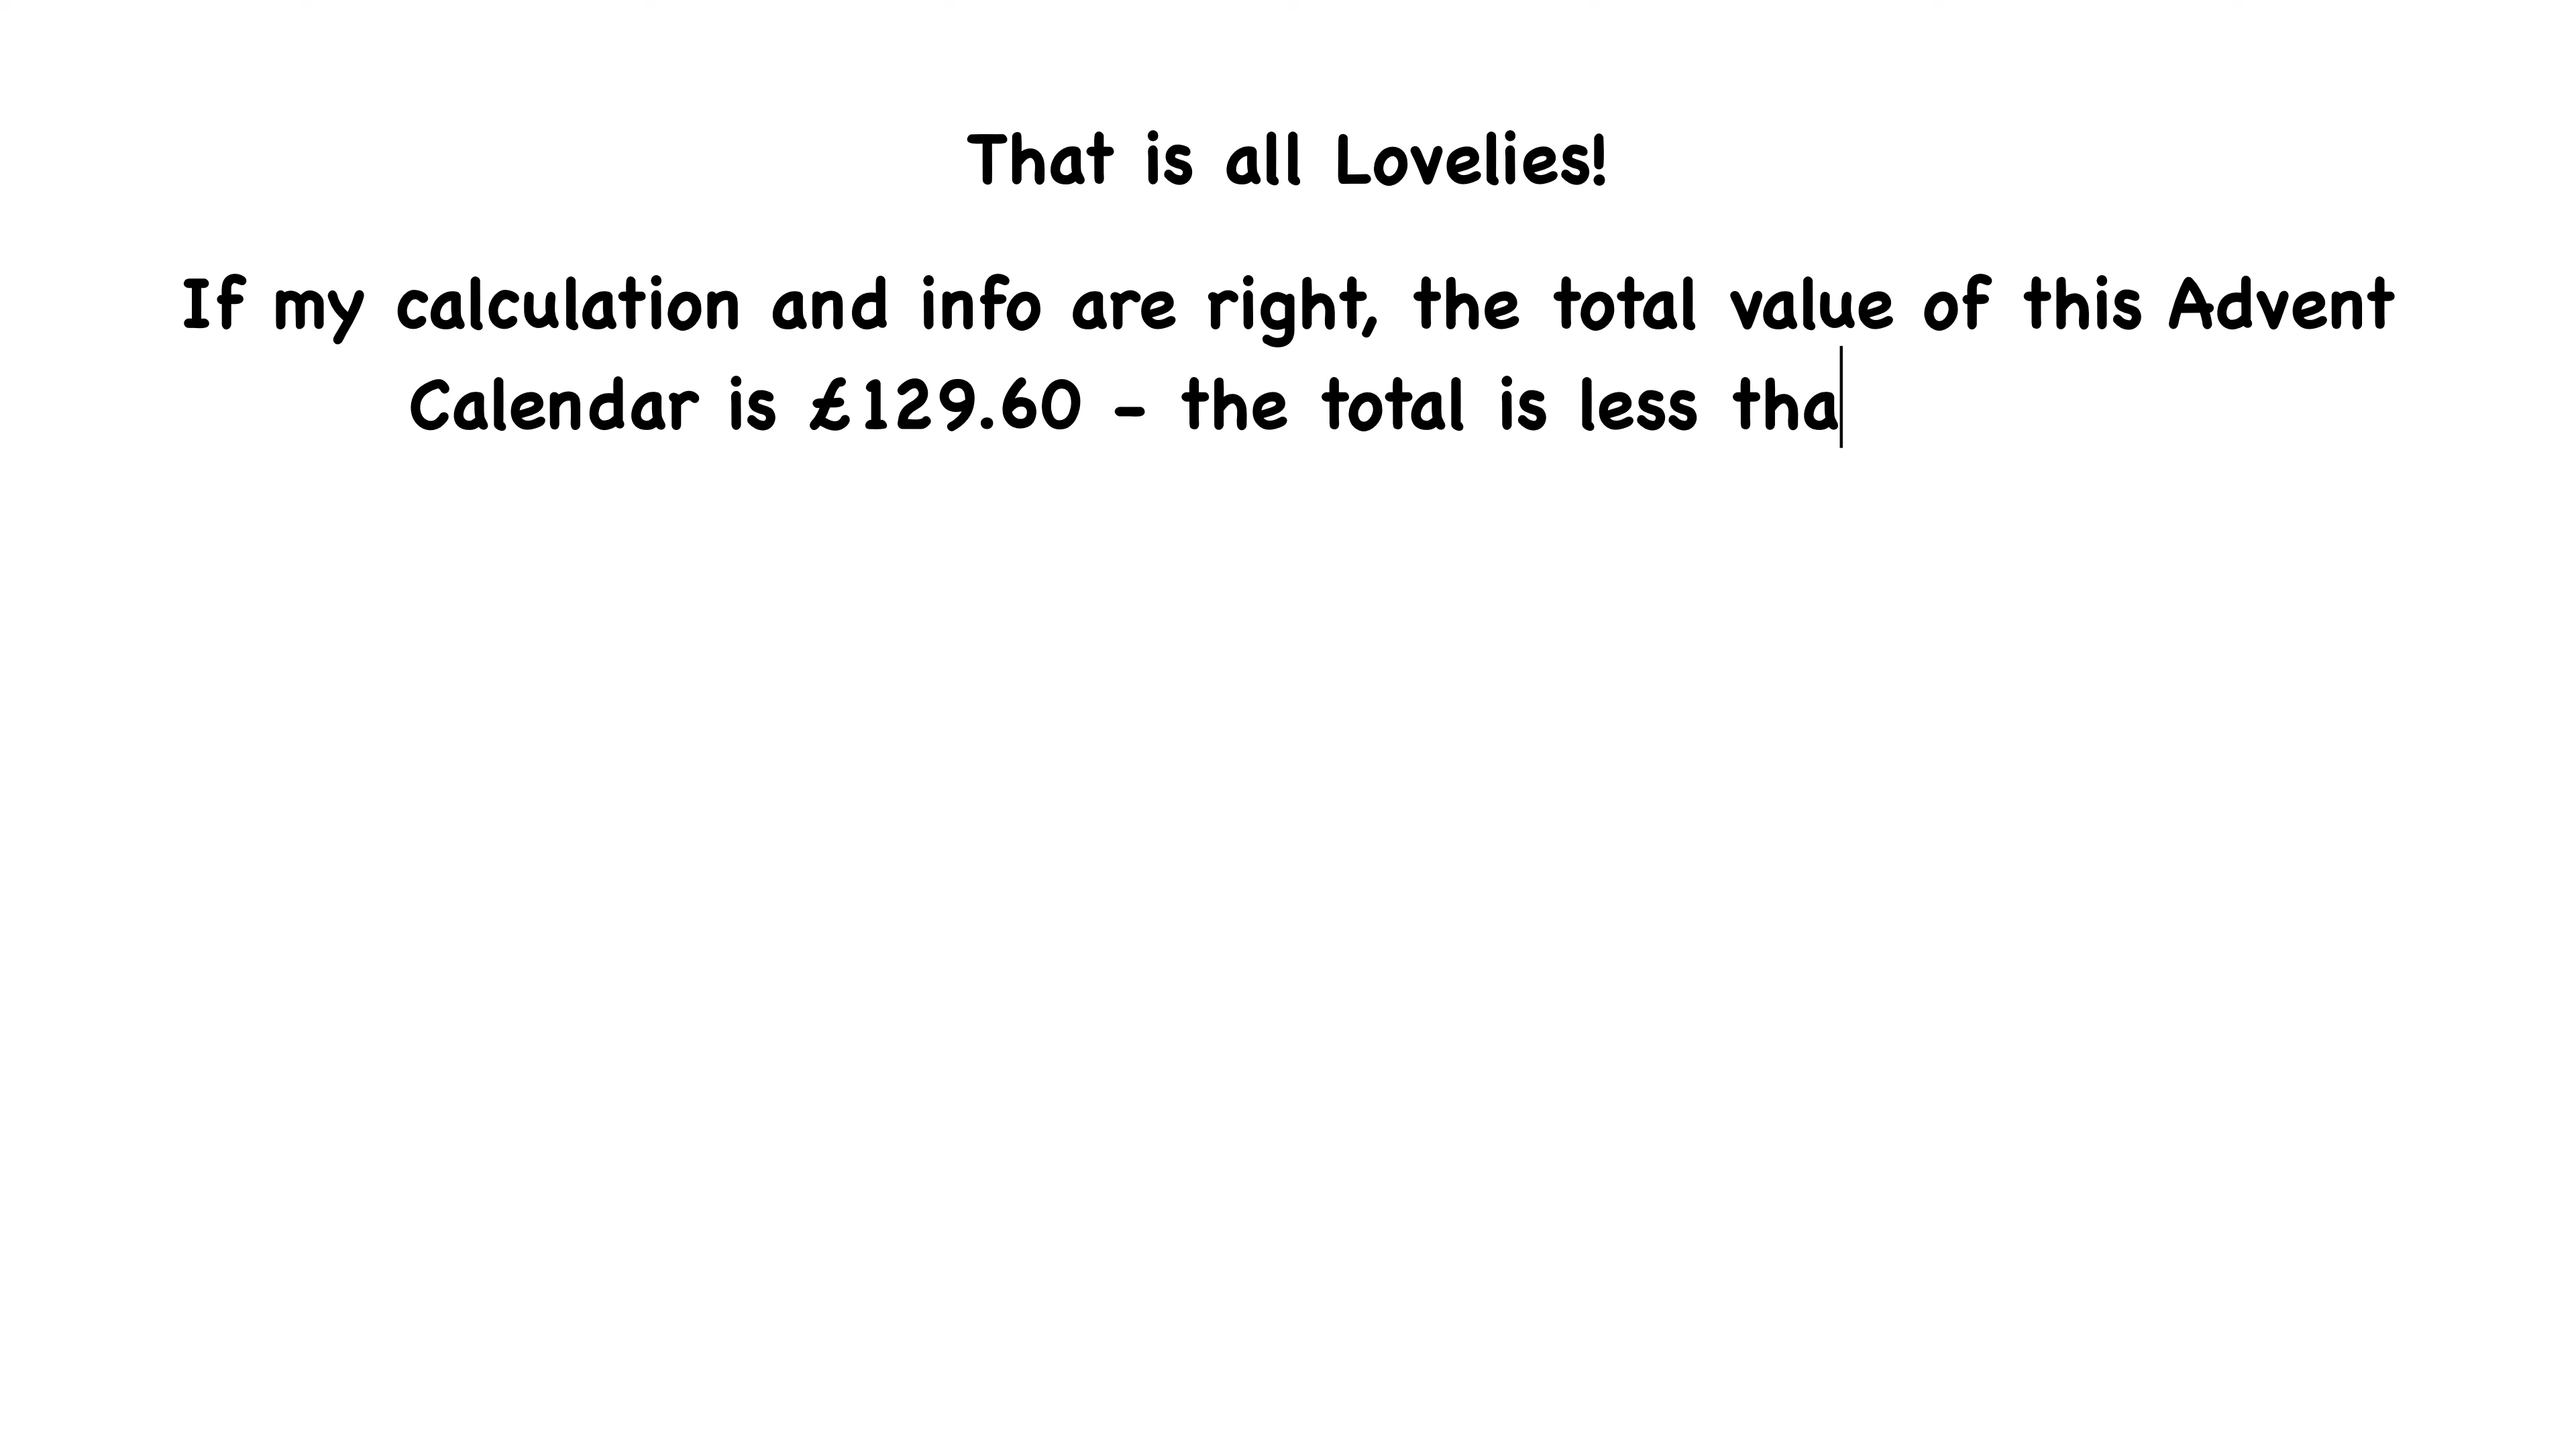 That is all Lovelies!
If my calculation and info are right, the total value of this Advent
Calendar is £129.60 - the total is less tha